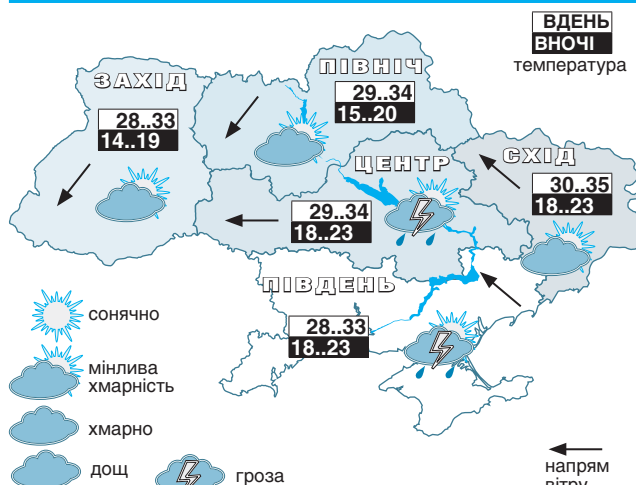 ВДЕНЬ
ВНОЧІ
температура
ЗАХІД
28..33
14..19
ПІВНІЧ
29..34
15..20
ЦЕНТР
29..34
18..23
СХІД
30..35
18..23
ПІВДЕНЬ
28..33
18..23
сонячно
мінлива
хмарність
хмарно
дощ
гроза
напрям
вітру